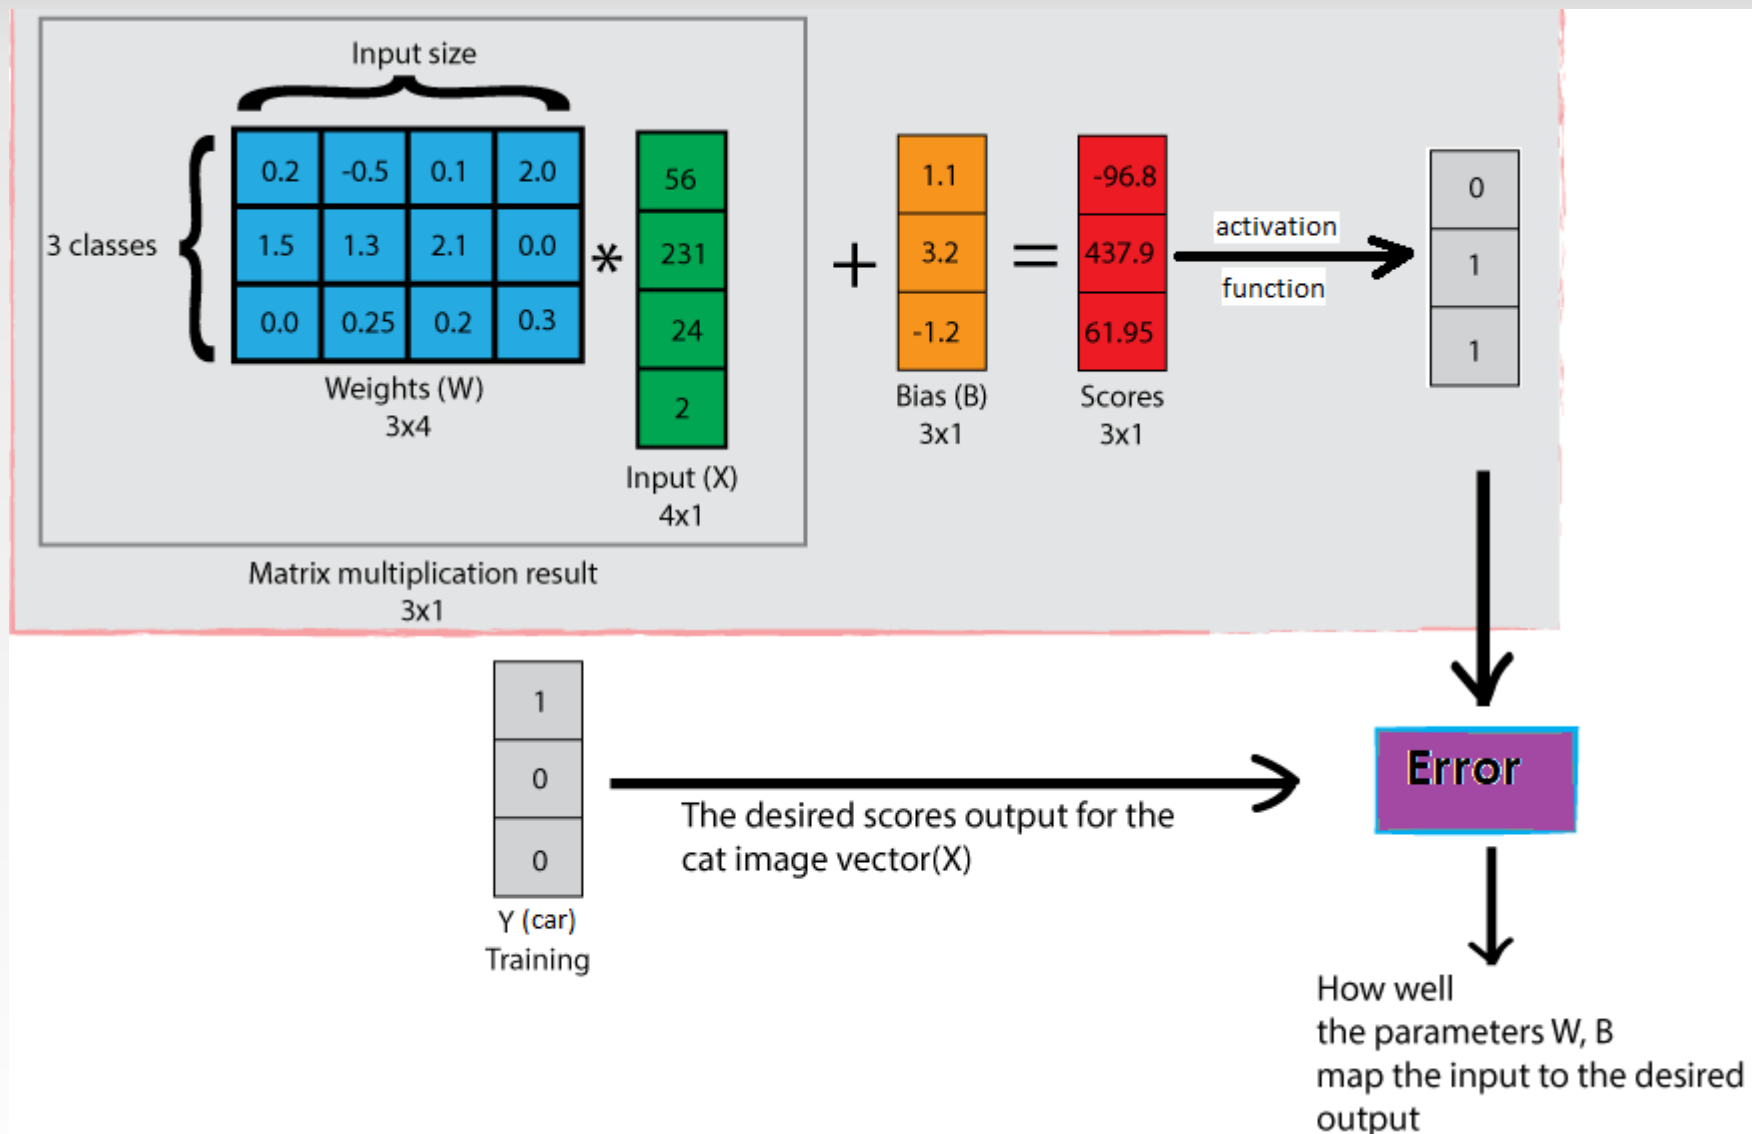 Input size
3 classes
0.2 -0.5 0.1 2.0
1.5 1.3 2.1 0.0
0.0 0.25 0.2 0.3
Weights (W)
3x4
*
56
231
24
2
Input (X)
4x1
Matrix multiplication result
3x1
+
1.1
3.2
-1.2
Bias (B)
3x1
=
-96.8
437.9
61.95
Scores
3x1
activation
function
0
1
1
1
0
0
Y (car)
Training
The desired scores output for the
cat image vector(X)
Error
How well
the parameters W, B
map the input to the desired
output